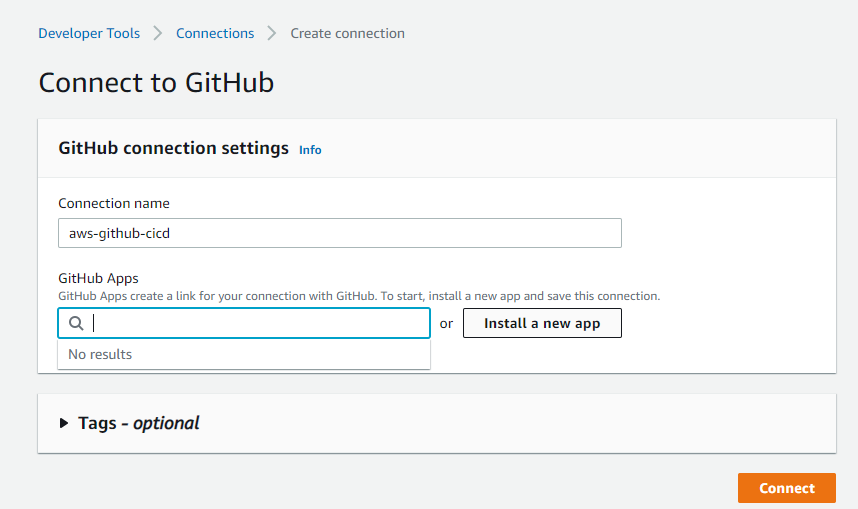 Developer Tools > Connections > Create connection
Connect to GitHub
GitHub connection settings Info
Connection name
aws-github-cicd
GitHub Apps
GitHub Apps create a link for your connection with GitHub. To start, install a new app and save this connection.
or Install a new app
No results
Tags - optional
Connect